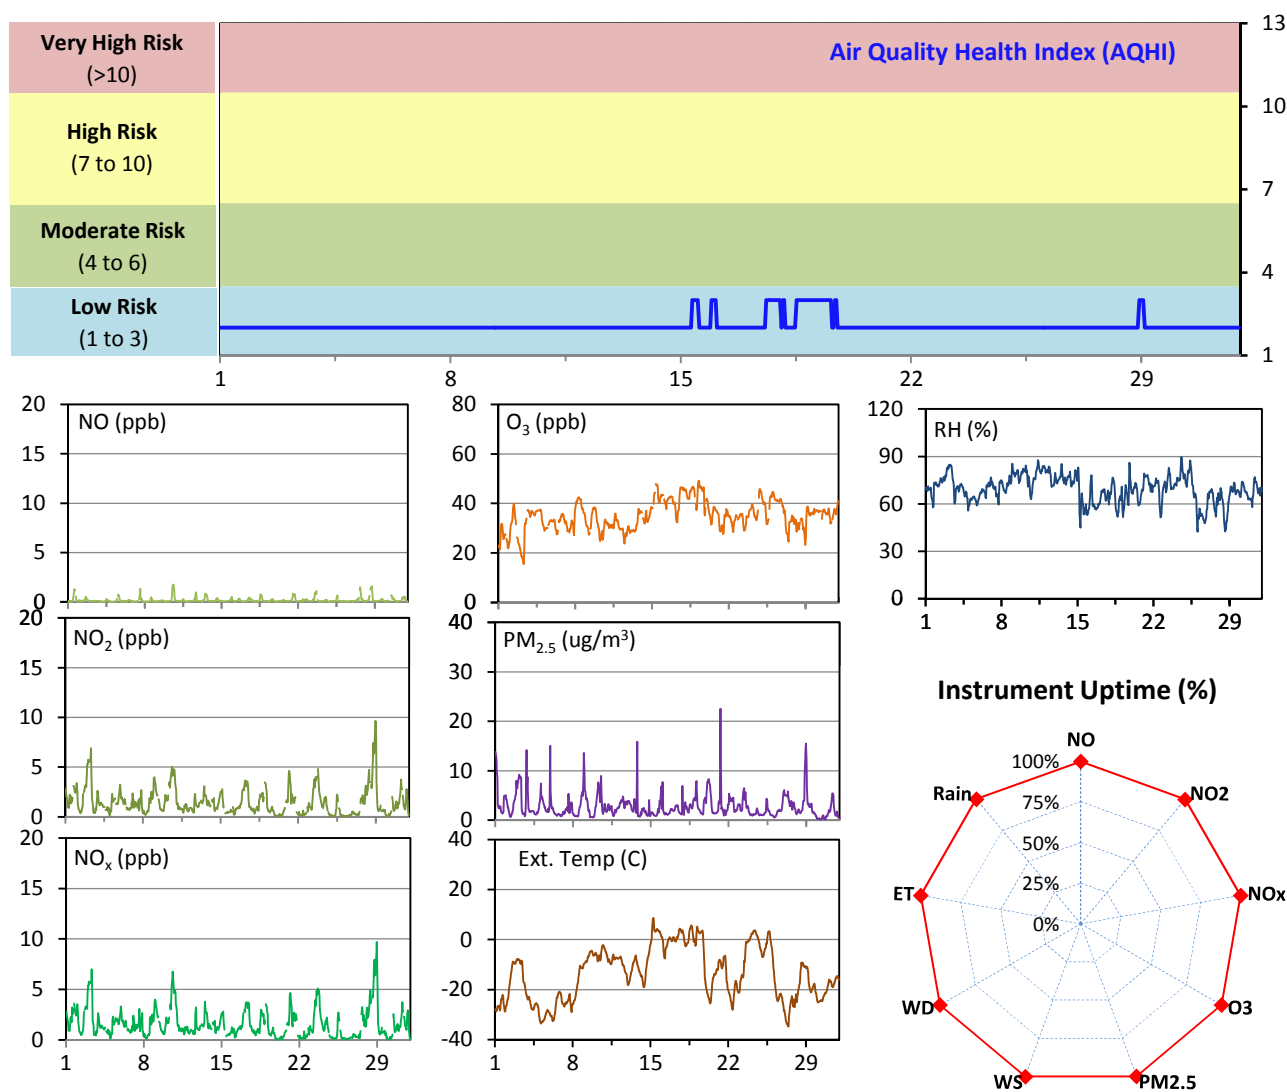 Very High Risk
(>10)
High Risk
(7 to 10)
Moderate Risk
(4 to 6)
Low Risk
(1 to 3)
Air Quality Health Index (AQHI)
13
10
7
4
1
1 8 15 22 29
NO (ppb)
20
15
10
5
0
O3 (ppb)
80
60
40
20
0
RH (%)
120
90
60
30
0
1 8 15 22 29
NO2 (ppb)
20
15
10
5
0
PM2.5 (ug/m³)
40
30
20
10
0
NOx (ppb)
20
15
10
5
0
1 8 15 22 29
Ext. Temp (C)
40
20
0
-20
-40
1 8 15 22 29
Instrument Uptime (%)
NO
NO2
NOx
O3
PM2.5
WS
WD
ET
Rain
100%
75%
50%
25%
0%